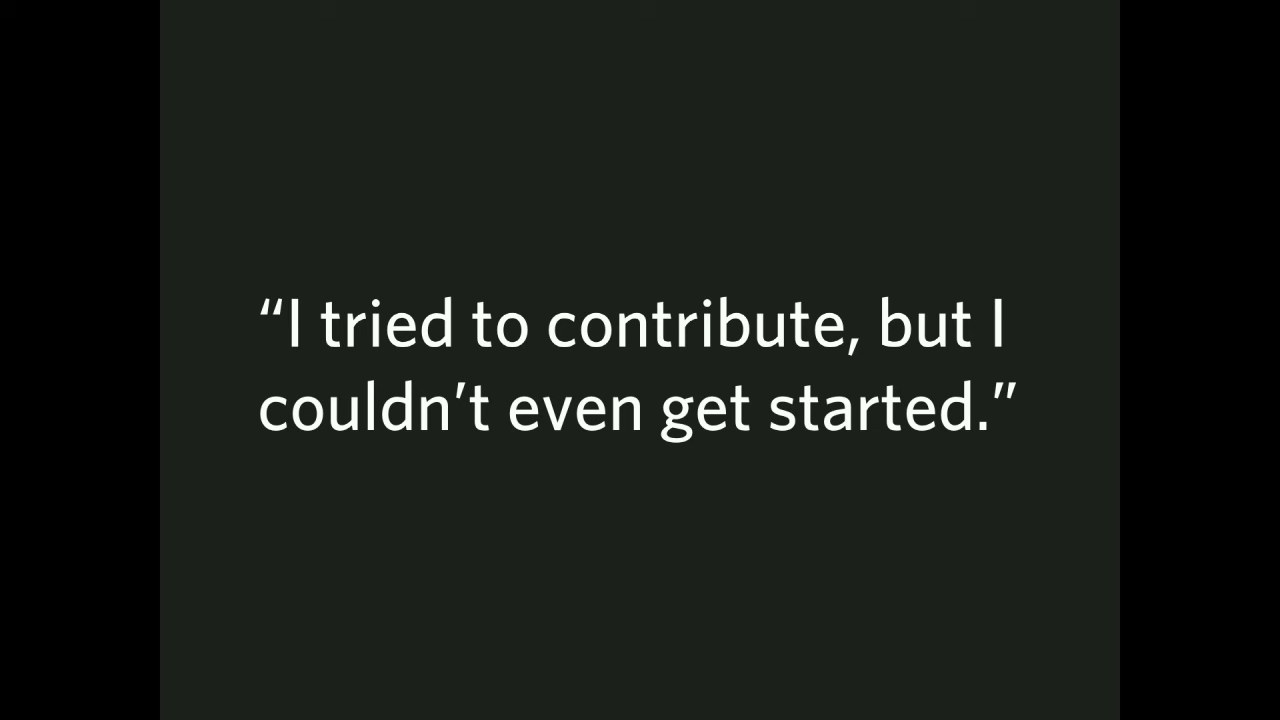 “I tried to contribute, but I
couldn’t even get started.”